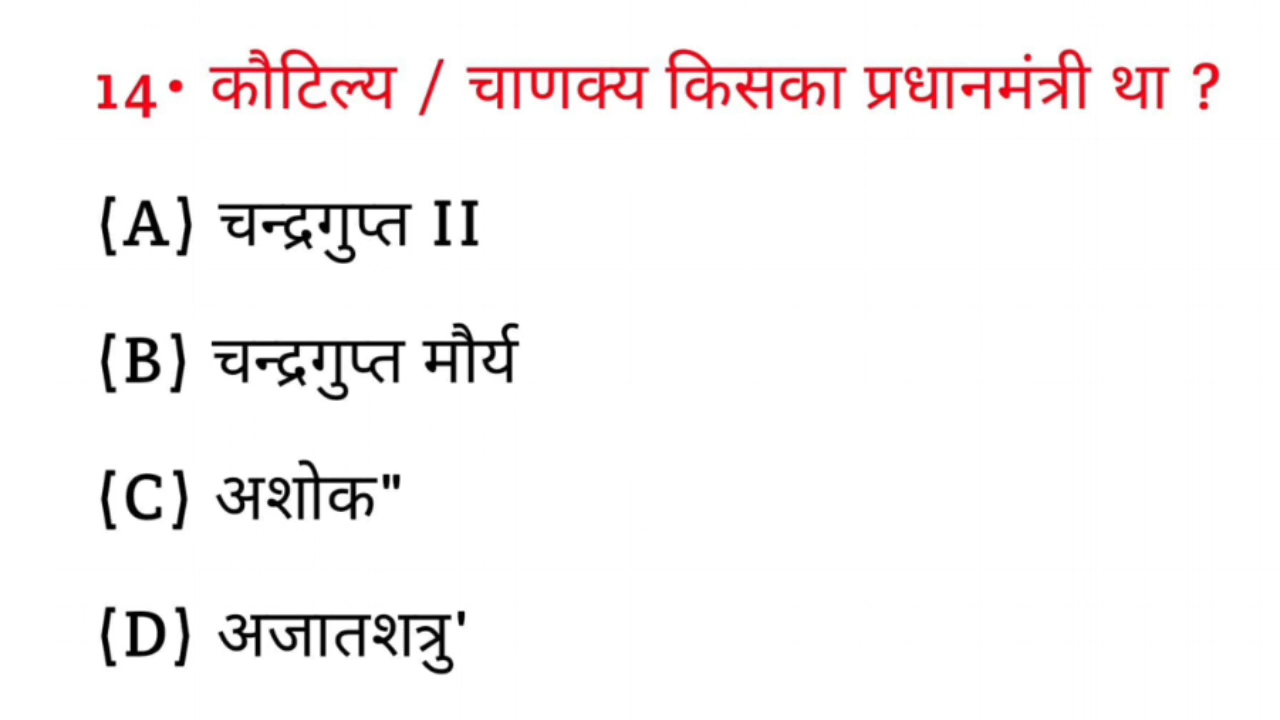 14• कौटिल्य / चाणक्य किसका प्रधानमंत्री था ?
(A) चन्द्रगुप्त II
(B) चन्द्रगुप्त मौर्य
(C) अशोक"
(D) अजातशत्रु'